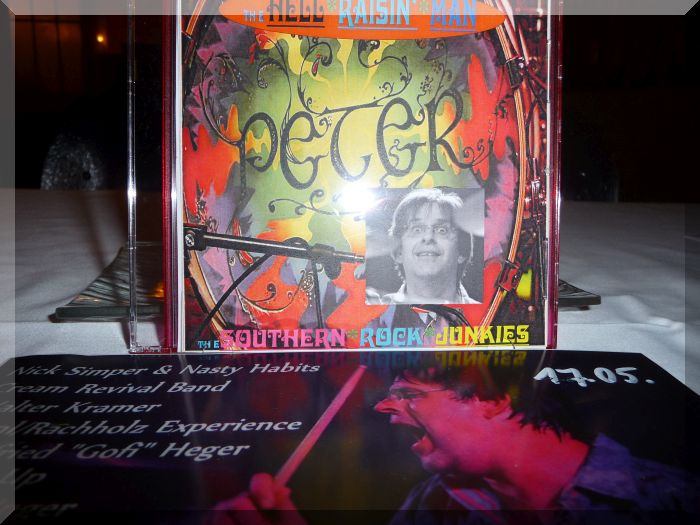 THE HELL*RAISIN'*MAN
PETER
THE SOUTHERN*ROCK*JUNKIES
Nick Simper & Nasty Habits
Cream Revival Band
17.05.
Kramer
Experience
"Gofi" Heger